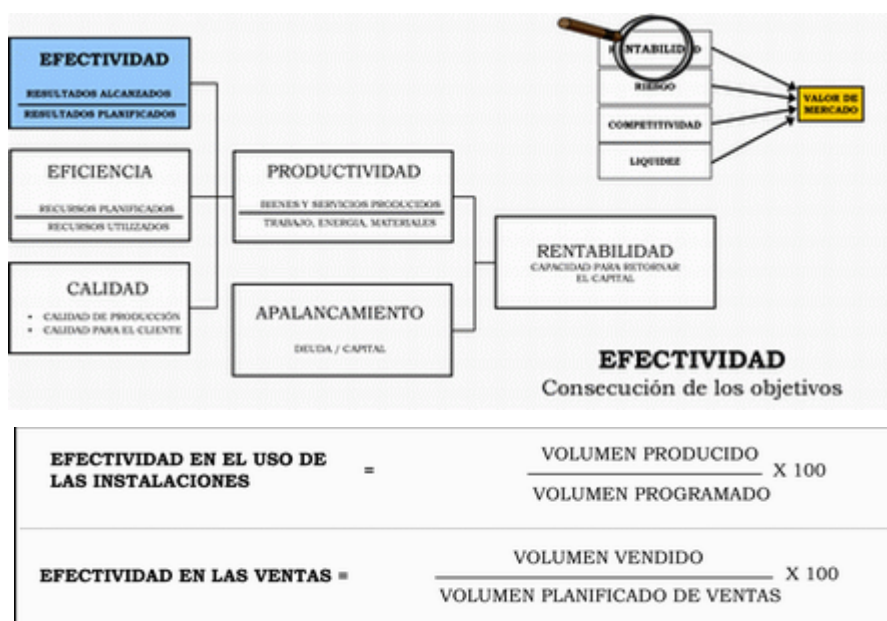 EFECTIVIDAD
RESULTADOS ALCANZADOS
RESULTADOS PLANIFICADOS
EFICIENCIA
RECURSOS PLANIFICADOS
RECURSOS UTILIZADOS
CALIDAD
• CALIDAD DE PRODUCCIÓN
• CALIDAD PARA EL CLIENTE
PRODUCTIVIDAD
BIENES Y SERVICIOS PRODUCIDOS
TRABAJO, ENERGIA, MATERIALES
APALANCAMIENTO
DEUDA / CAPITAL
RENTABILIDAD
CAPACIDAD PARA RETORNAR
EL CAPITAL
RENTABILIDAD
RIESGO
COMPETITIVIDAD
LIQUIDEZ
VALOR DE
MERCADO
EFECTIVIDAD
Consecución de los objetivos
EFECTIVIDAD EN EL USO DE
LAS INSTALACIONES =
VOLUMEN PRODUCIDO
X 100
VOLUMEN PROGRAMADO
EFECTIVIDAD EN LAS VENTAS =
VOLUMEN VENDIDO
X 100
VOLUMEN PLANIFICADO DE VENTAS